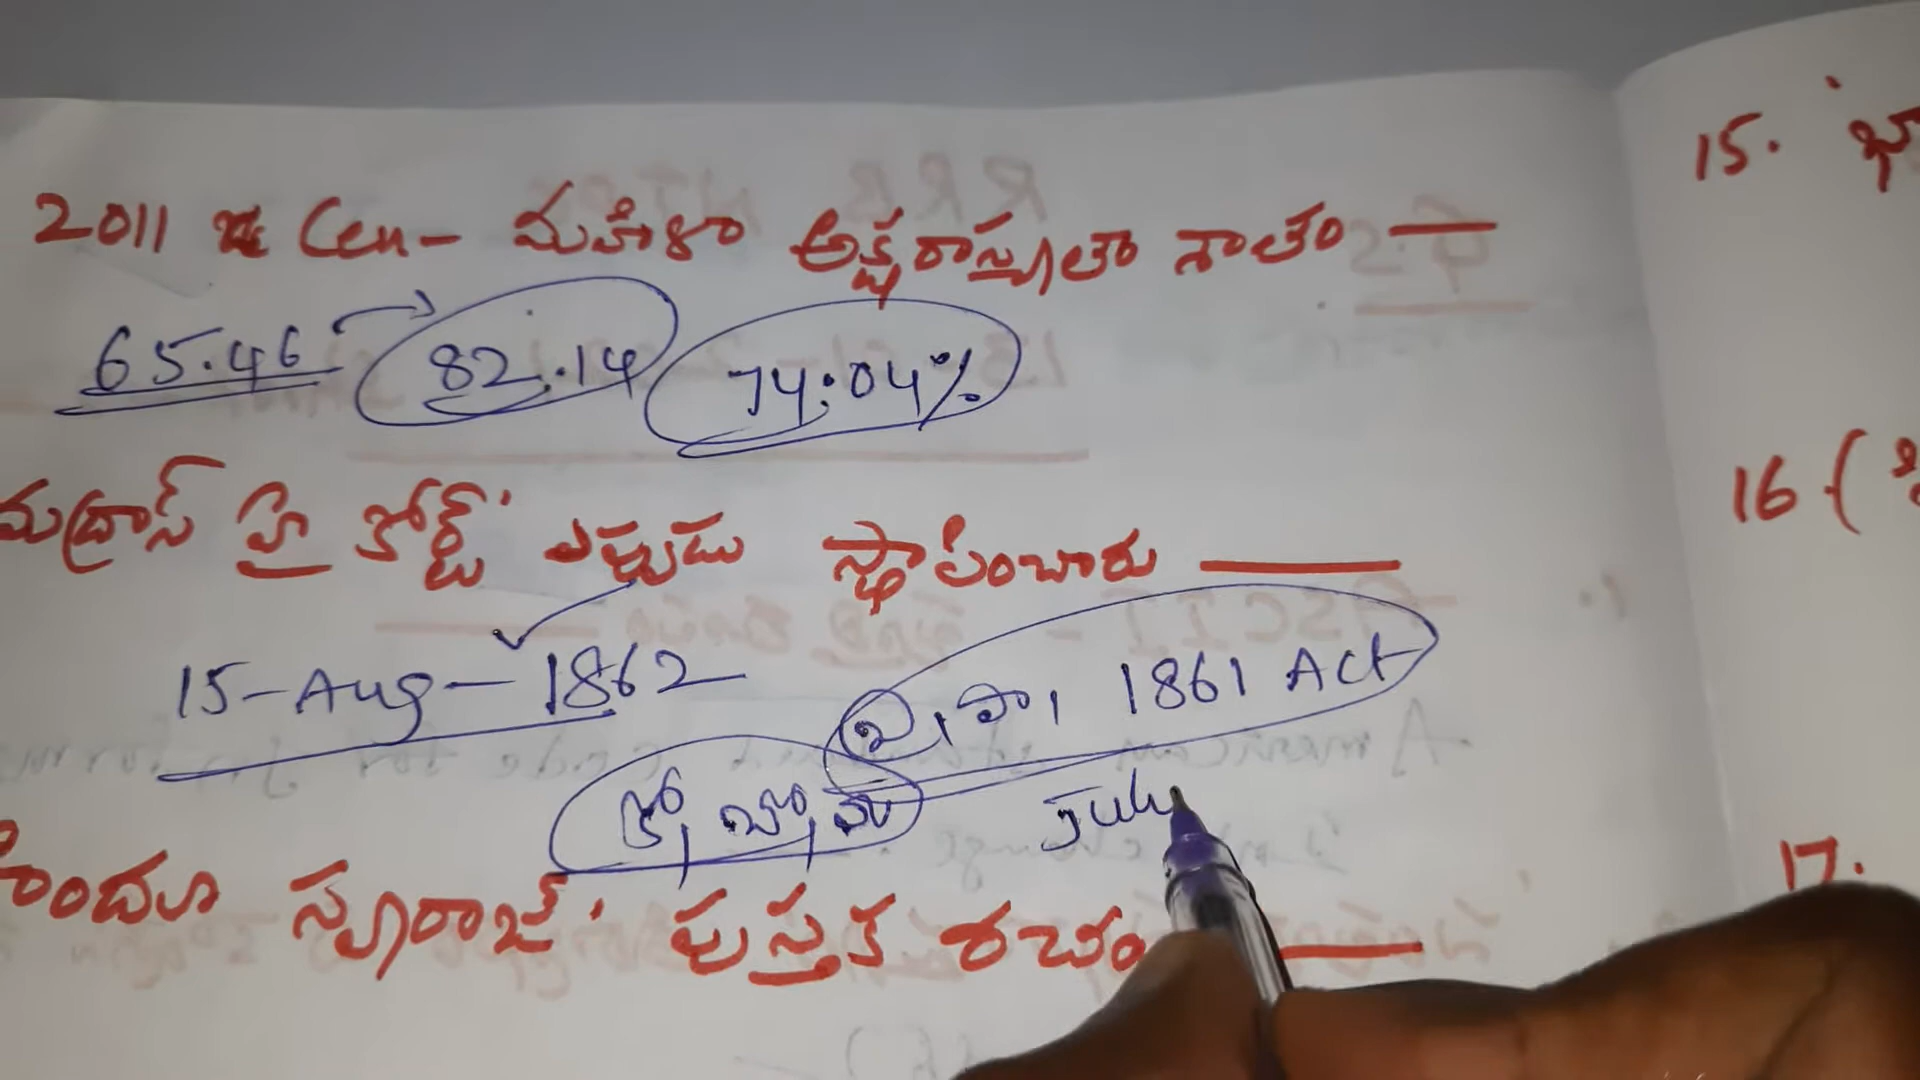 2011 Cen- మహిళా అక్షరాస్యతా శాతం —
65.46 82.14 74.04%
మద్రాస్ హై కోర్ట్' ఎప్పుడు స్థాపించారు —
15-Aug-1862
1861 Act
కో, బో, మ
July
హిందూ స్వరాజ్' పుస్తక రచ
15.
16
17.